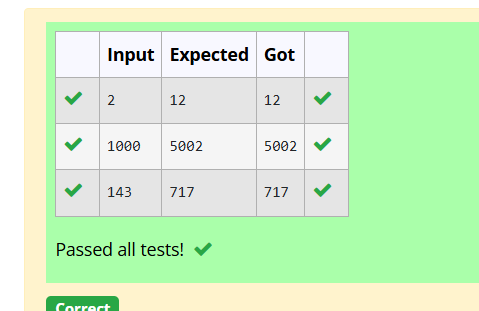 Input Expected Got
2 12 12
1000 5002 5002
143 717 717
Passed all tests!
Correct